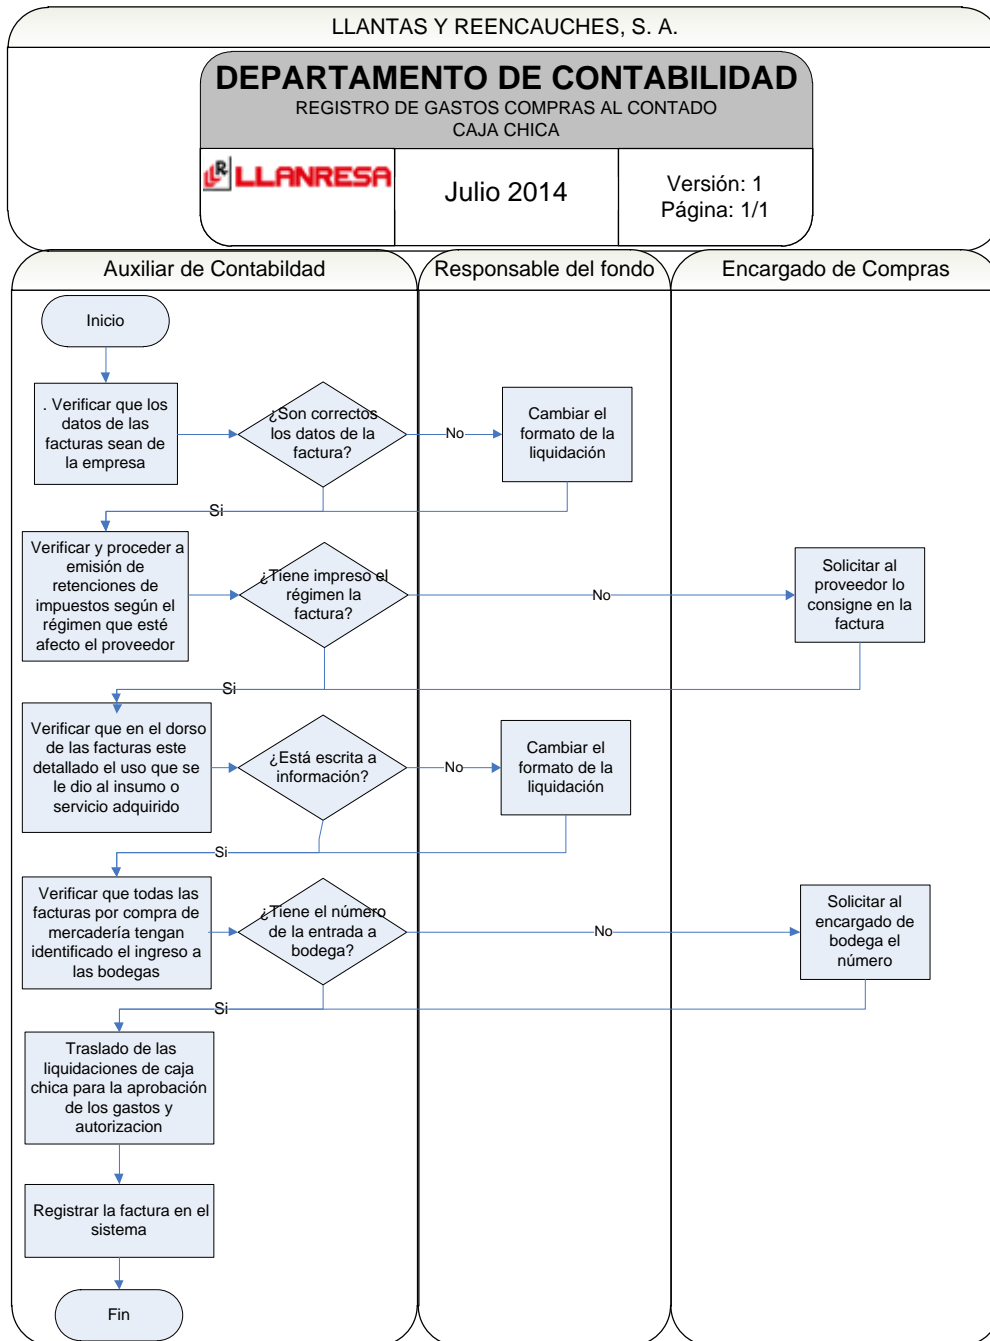 LLANTAS Y REENCAUCHES, S. A.
DEPARTAMENTO DE CONTABILIDAD
REGISTRO DE GASTOS COMPRAS AL CONTADO
CAJA CHICA
LR LLANRESA
Julio 2014
Versión: 1
Página: 1/1
Auxiliar de Contabildad
Responsable del fondo
Encargado de Compras
Inicio
. Verificar que los
datos de las
facturas sean de
la empresa
¿Son correctos
los datos de la
factura?
No
Cambiar el
formato de la
liquidación
Si
Verificar y proceder a
emisión de
retenciones de
impuestos según el
régimen que esté
afecto el proveedor
¿Tiene impreso el
régimen la
factura?
No
Solicitar al
proveedor lo
consigne en la
factura
Si
Verificar que en el dorso
de las facturas este
detallado el uso que se
le dio al insumo o
servicio adquirido
¿Está escrita a
información?
No
Cambiar el
formato de la
liquidación
Si
Verificar que todas las
facturas por compra de
mercadería tengan
identificado el ingreso a
las bodegas
¿Tiene el número
de la entrada a
bodega?
No
Solicitar al
encargado de
bodega el
número
Si
Traslado de las
liquidaciones de caja
chica para la aprobación
de los gastos y
autorizacion
Registrar la factura en el
sistema
Fin